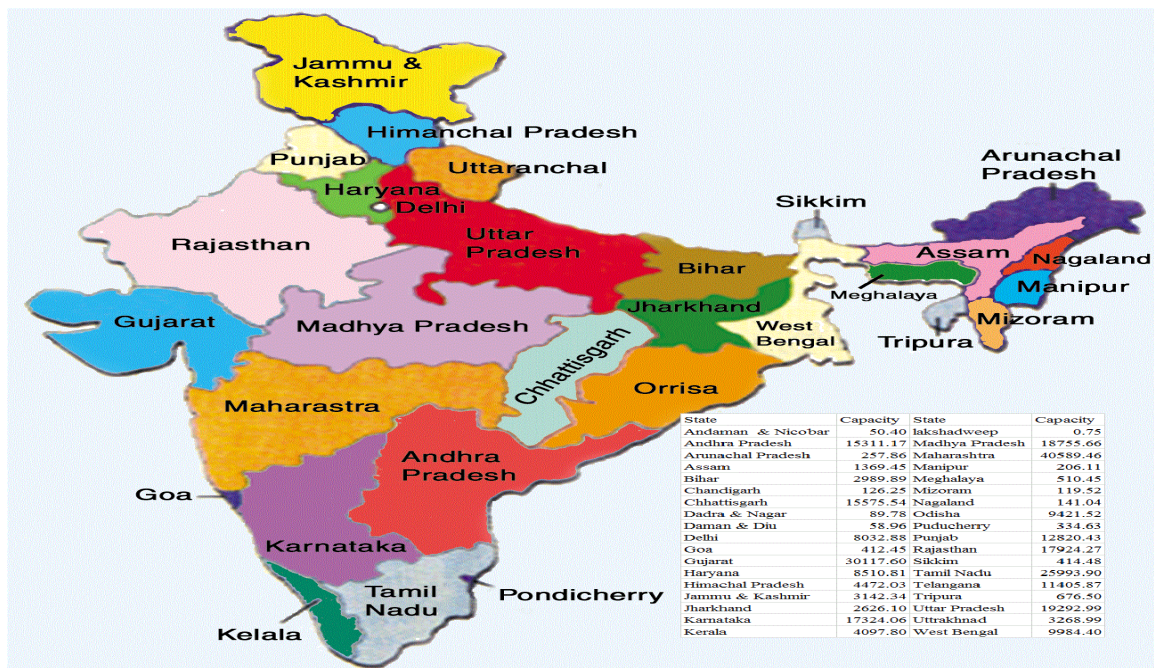 Jammu &
Kashmir
Himanchal Pradesh
Punjab
Uttaranchal
Haryana
Delhi
Arunachal
Pradesh
Sikkim
Rajasthan
Uttar
Pradesh
Bihar
Assam
Nagaland
Meghalaya
Manipur
Gujarat
Madhya Pradesh
Jharkhand
West
Bengal
Tripura
Mizoram
Chhattisgarh
Maharastra
Orrisa
Andhra
Pradesh
Goa
Karnataka
Tamil
Nadu
Pondicherry
Kelala
State Capacity State Capacity
Andaman & Nicobar 50.40 lakshadweep 0.75
Andhra Pradesh 15311.17 Madhya Pradesh 18755.66
Arunachal Pradesh 257.86 Maharashtra 40589.46
Assam 1369.45 Manipur 206.11
Bihar 2989.89 Meghalaya 510.45
Chandigarh 126.25 Mizoram 119.52
Chhattisgarh 15575.54 Nagaland 141.04
Dadra & Nagar 89.78 Odisha 9421.52
Daman & Diu 58.96 Puducherry 334.63
Delhi 8032.88 Punjab 12820.43
Goa 412.45 Rajasthan 17924.27
Gujarat 30117.60 Sikkim 414.48
Haryana 8510.81 Tamil Nadu 25993.90
Himachal Pradesh 4472.03 Telangana 11405.87
Jammu & Kashmir 3142.34 Tripura 676.50
Jharkhand 2626.10 Uttar Pradesh 19292.99
Karnataka 17324.06 Uttrakhnad 3268.99
Kerala 4097.80 West Bengal 9984.40